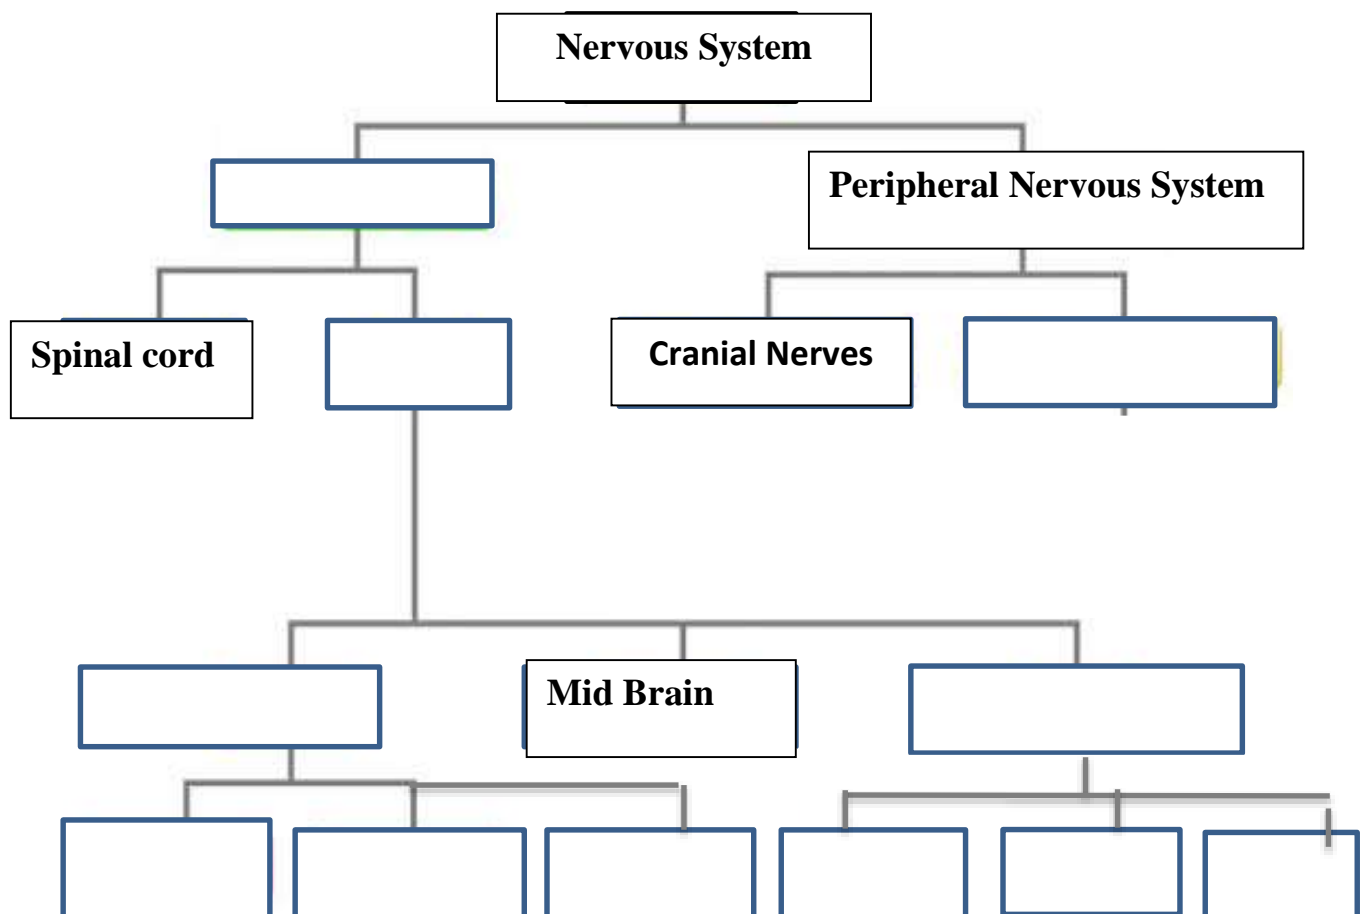 Nervous System
Peripheral Nervous System
Spinal cord
Cranial Nerves
Mid Brain